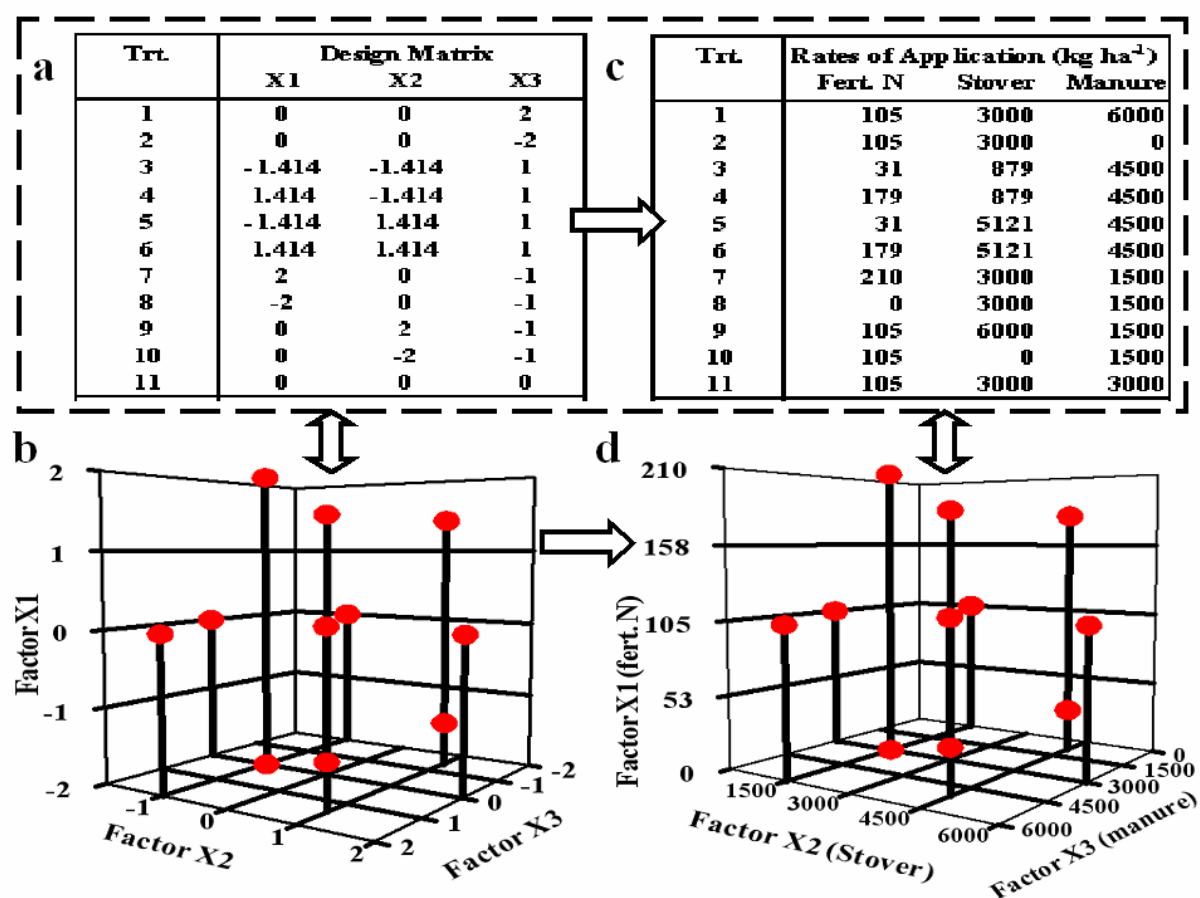 a
Trt. Design Matrix
X1 X2 X3
1 0 0 2
2 0 0 -2
3 -1.414 -1.414 1
4 1.414 -1.414 1
5 -1.414 1.414 1
6 1.414 1.414 1
7 2 0 -1
8 -2 0 -1
9 0 2 -1
10 0 -2 -1
11 0 0 0
c
Trt. Rates of Application (kg ha⁻¹)
Fert. N Stover Manure
1 105 3000 6000
2 105 3000 0
3 31 879 4500
4 179 879 4500
5 31 5121 4500
6 179 5121 4500
7 210 3000 1500
8 0 3000 1500
9 105 6000 1500
10 105 0 1500
11 105 3000 3000
b
2
1
0
-1
-2
Factor X1
-1
0
1
2
Factor X2
2
1
0
-1
-2
Factor X3
d
210
158
105
53
0
Factor X1 (fert. N)
1500
3000
4500
6000
Factor X2 (Stover)
6000
4500
3000
1500
0
Factor X3 (manure)